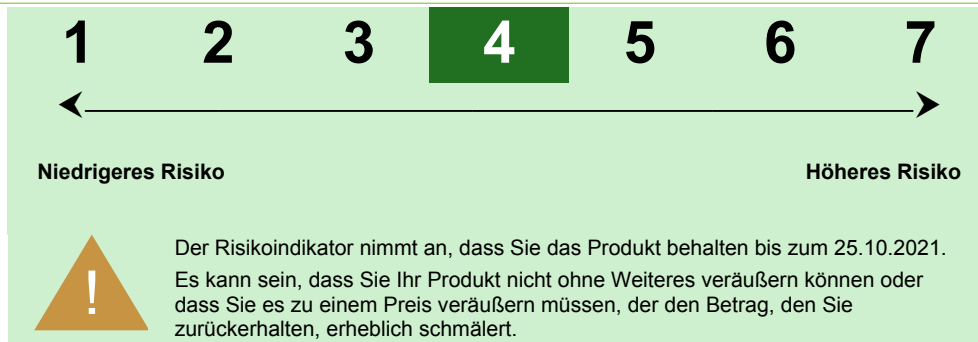 1 2 3 4 5 6 7
Niedrigeres Risiko Höheres Risiko
!
Der Risikoindikator nimmt an, dass Sie das Produkt behalten bis zum 25.10.2021.
Es kann sein, dass Sie Ihr Produkt nicht ohne Weiteres veräußern können oder
dass Sie es zu einem Preis veräußern müssen, der den Betrag, den Sie
zurückerhalten, erheblich schmälert.